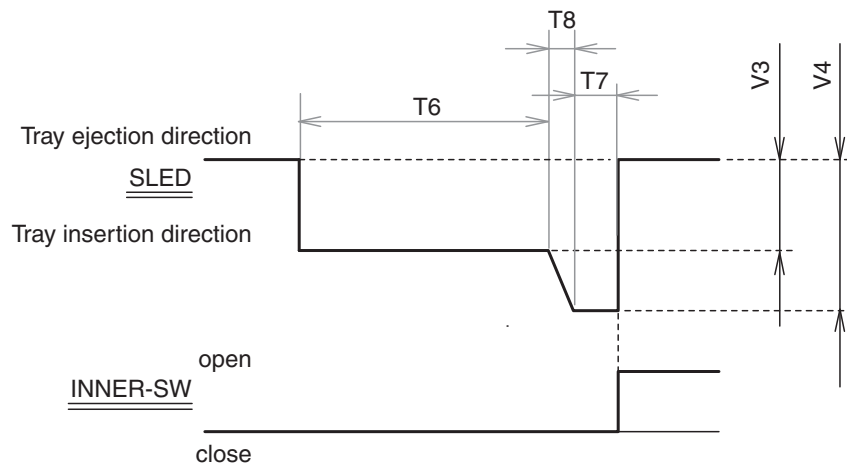 T8
T7
V3
V4
T6
Tray ejection direction
SLED
Tray insertion direction
open
INNER-SW
close